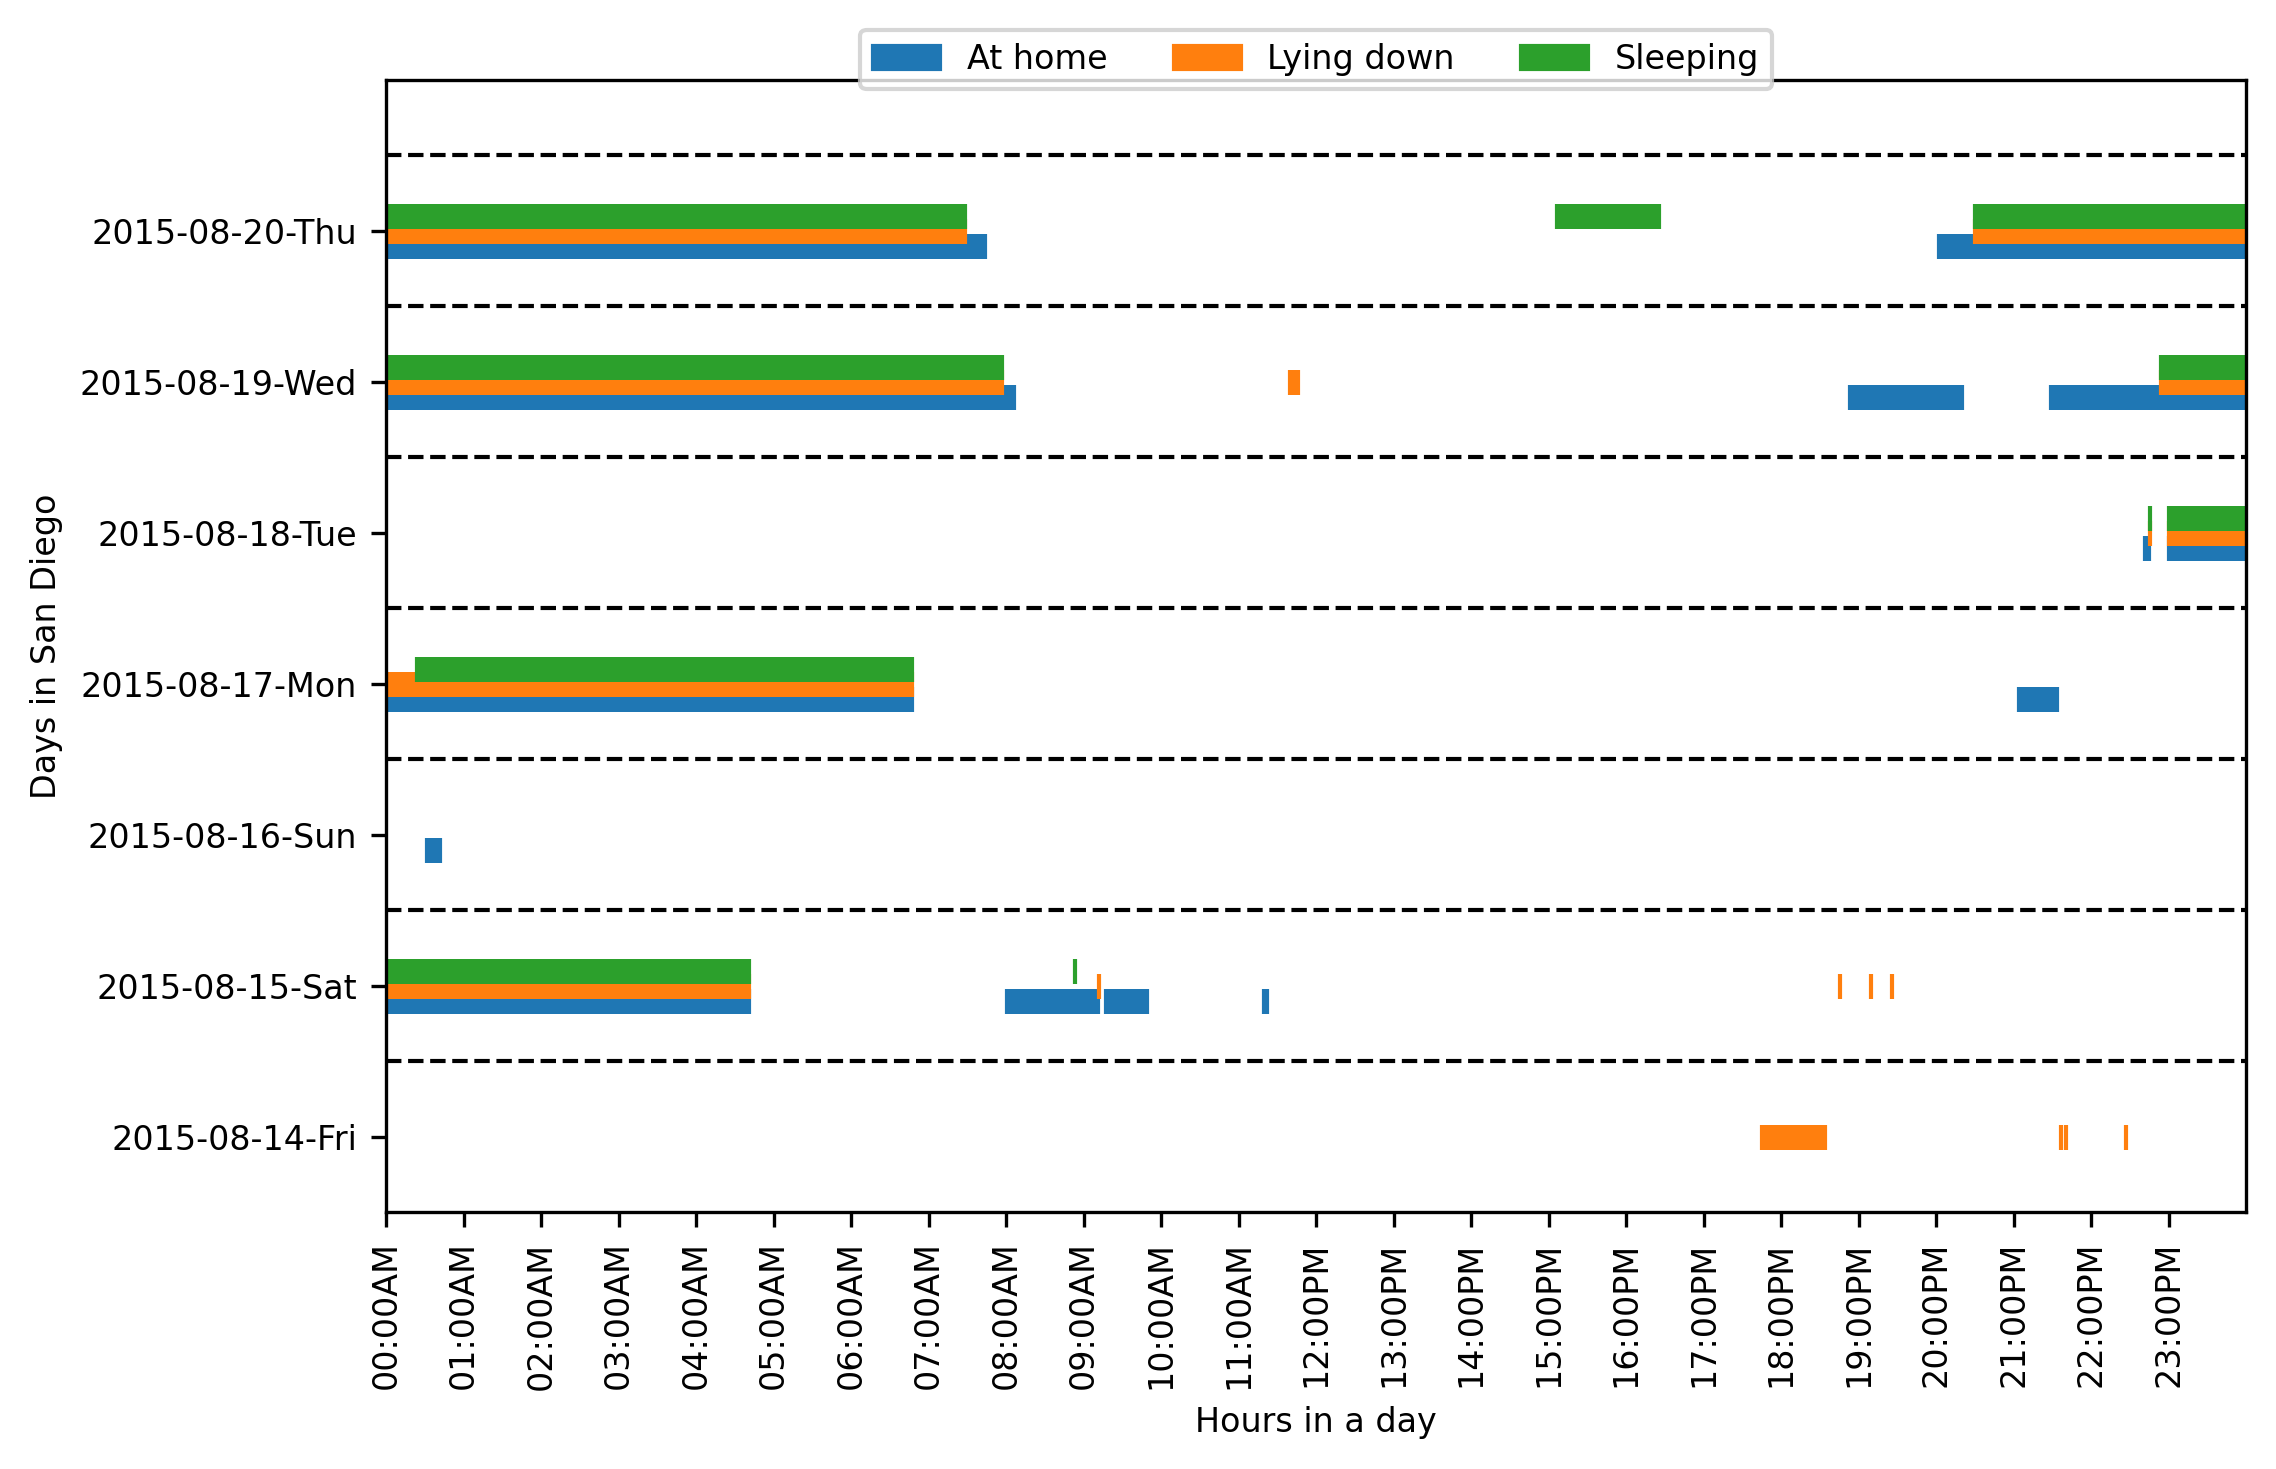 At home Lying down Sleeping
Days in San Diego
2015-08-20-Thu
2015-08-19-Wed
2015-08-18-Tue
2015-08-17-Mon
2015-08-16-Sun
2015-08-15-Sat
2015-08-14-Fri
00:00AM
01:00AM
02:00AM
03:00AM
04:00AM
05:00AM
06:00AM
07:00AM
08:00AM
09:00AM
10:00AM
11:00AM
12:00PM
13:00PM
14:00PM
15:00PM
16:00PM
17:00PM
18:00PM
19:00PM
20:00PM
21:00PM
22:00PM
23:00PM
Hours in a day